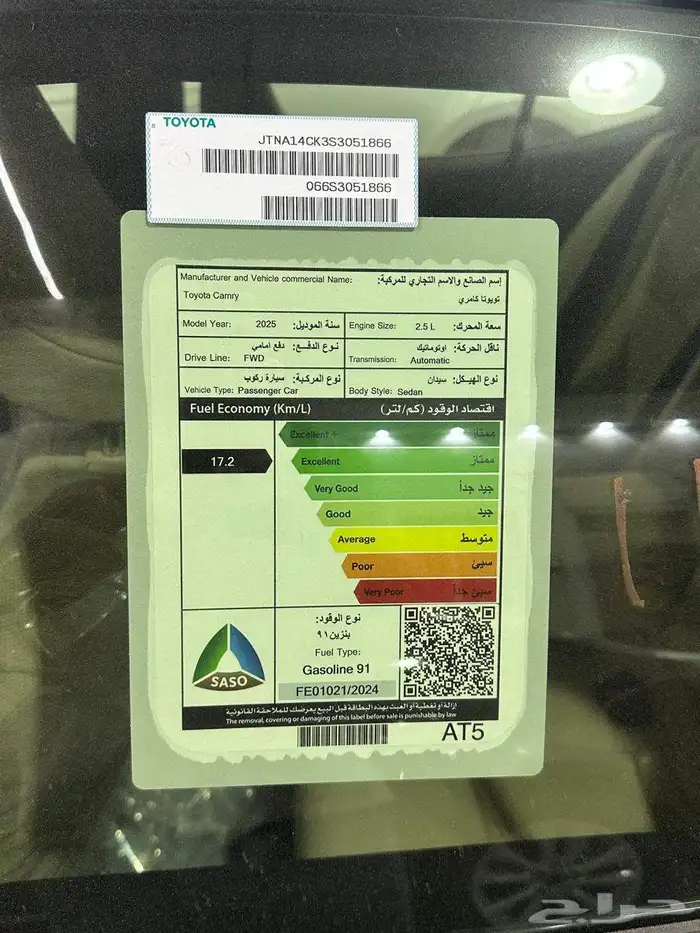 TOYOTA
JTNA14CK3S3051866
066S3051866
Manufacturer and Vehicle commercial Name: إسم الصانع والاسم التجاري للمركبة:
Toyota Camry تويوتا كامري
Model Year: 2025 سنة الموديل: Engine Size: 2.5 L سعة المحرك:
نوع الدفع: دفع امامي ناقل الحركة: اوتوماتيك
Drive Line: FWD Transmission: Automatic
نوع المركبة: سيارة ركوب نوع الهيكل: سيدان
Vehicle Type: Passenger Car Body Style: Sedan
Fuel Economy (Km/L) اقتصاد الوقود (كم/لتر)
Excellent + ممتاز
17.2 Excellent ممتاز
Very Good جيد جداً
Good جيد
Average متوسط
Poor سيئ
Very Poor سيئ جداً
نوع الوقود:
بنزين ٩١
Fuel Type:
Gasoline 91
SASO
FE01021/2024
إزالة أو تغطية أو العبث بهذه البطاقة قبل البيع يعرضك للملاحقة القانونية
The removal, covering or damaging of this label before sale is punishable by law
AT5
حراج